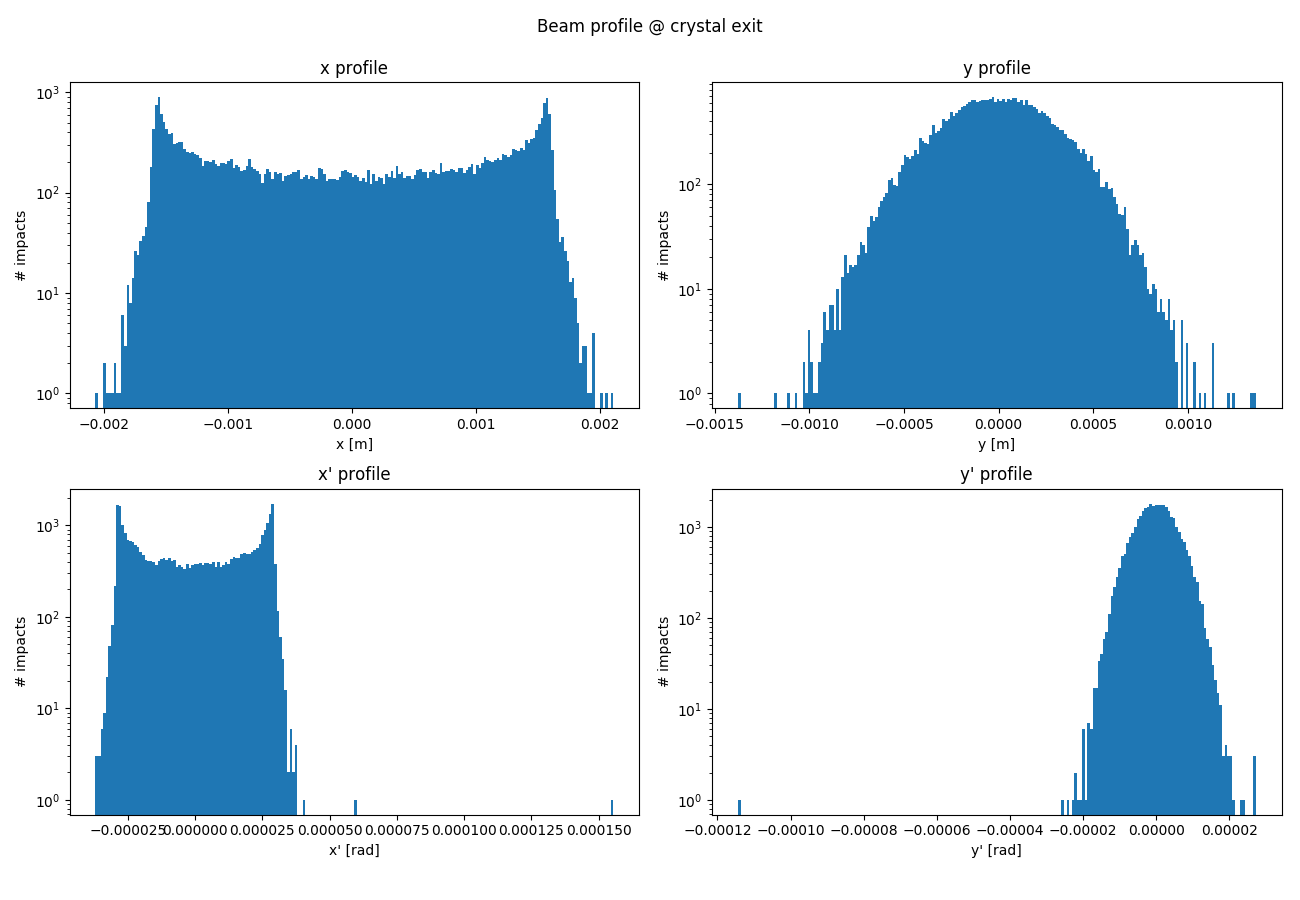 Beam profile @ crystal exit
x profile
10³
10²
10¹
10⁰
# impacts
−0.002 −0.001 0.000 0.001 0.002
x [m]
y profile
10²
10¹
10⁰
# impacts
−0.0015 −0.0010 −0.0005 0.0000 0.0005 0.0010
y [m]
x' profile
10³
10²
10¹
10⁰
# impacts
−0.000025 0.000000 0.000025 0.000050 0.000075 0.000100 0.000125 0.000150
x' [rad]
y' profile
10³
10²
10¹
10⁰
# impacts
−0.00012 −0.00010 −0.00008 −0.00006 −0.00004 −0.00002 0.00000 0.00002
y' [rad]